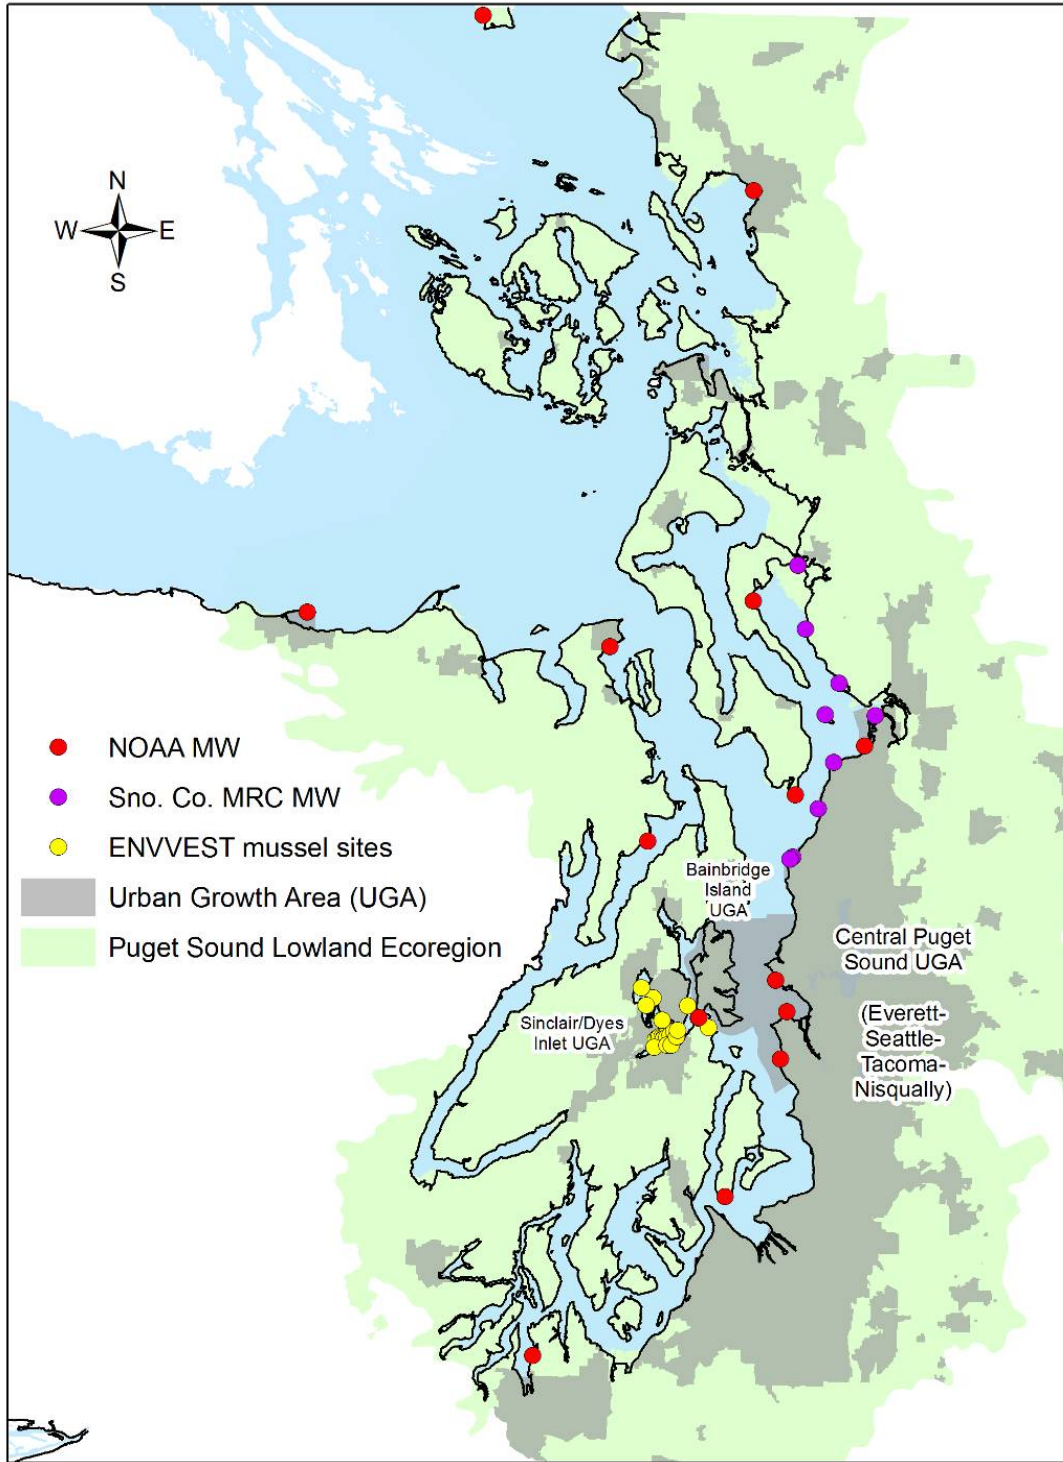 N
W E
S
NOAA MW
Sno. Co. MRC MW
ENVVEST mussel sites
Urban Growth Area (UGA)
Puget Sound Lowland Ecoregion
Bainbridge
Island
UGA
Central Puget
Sound UGA
(Everett-
Seattle-
Tacoma-
Nisqually)
Sinclair/Dyes
Inlet UGA